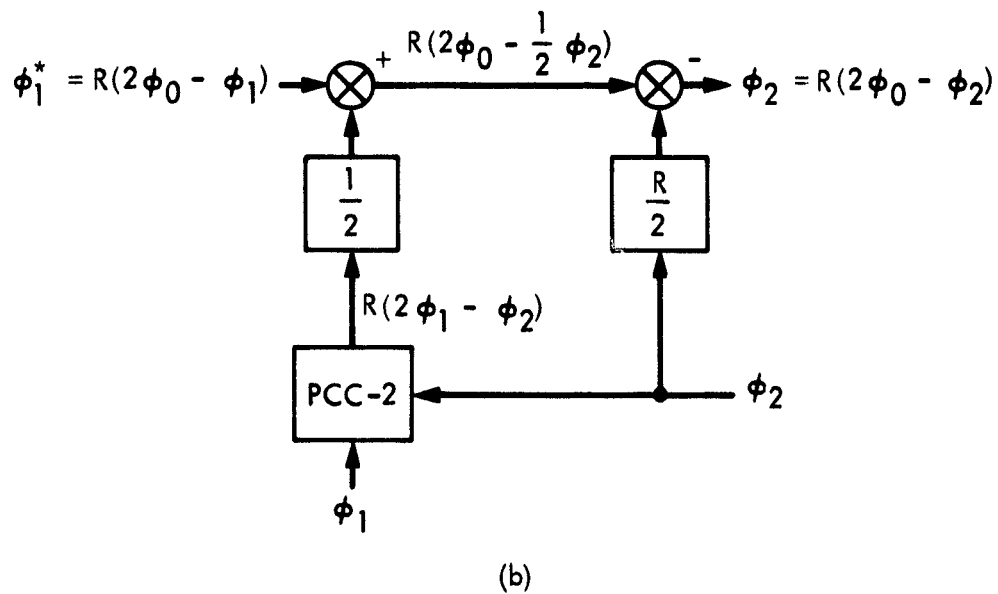 R(2ϕ₀ - 1/2 ϕ₂)
ϕ₁* = R(2ϕ₀ - ϕ₁)
+
-
ϕ₂ = R(2ϕ₀ - ϕ₂)
1/2
R/2
R(2ϕ₁ - ϕ₂)
PCC-2
ϕ₂
ϕ₁
(b)